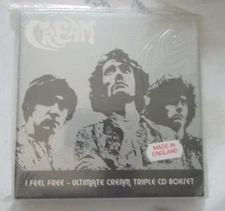 CREAM
MADE IN
ENGLAND
I FEEL FREE - ULTIMATE CREAM TRIPLE CD BOXSET